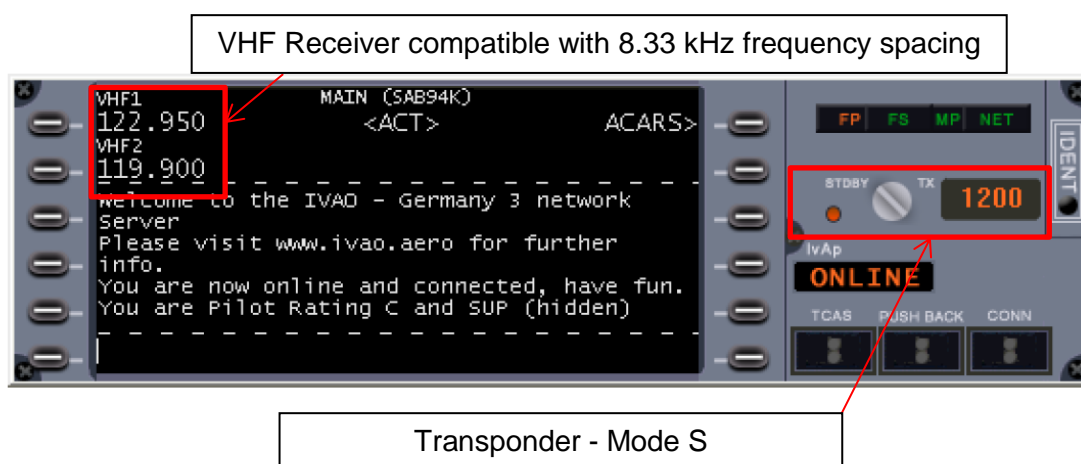 VHF Receiver compatible with 8.33 kHz frequency spacing
VHF1 MAIN (SAB94K)
122.950 <ACT> ACARS>
VHF2
119.900
Welcome to the IVAO - Germany 3 network
Server
Please visit www.ivao.aero for further
info.
You are now online and connected, have fun.
You are Pilot Rating C and SUP (hidden)
FP FS MP NET
IDENT
STDBY TX 1200
IvAp
ONLINE
TCAS PUSH BACK CONN
Transponder - Mode S